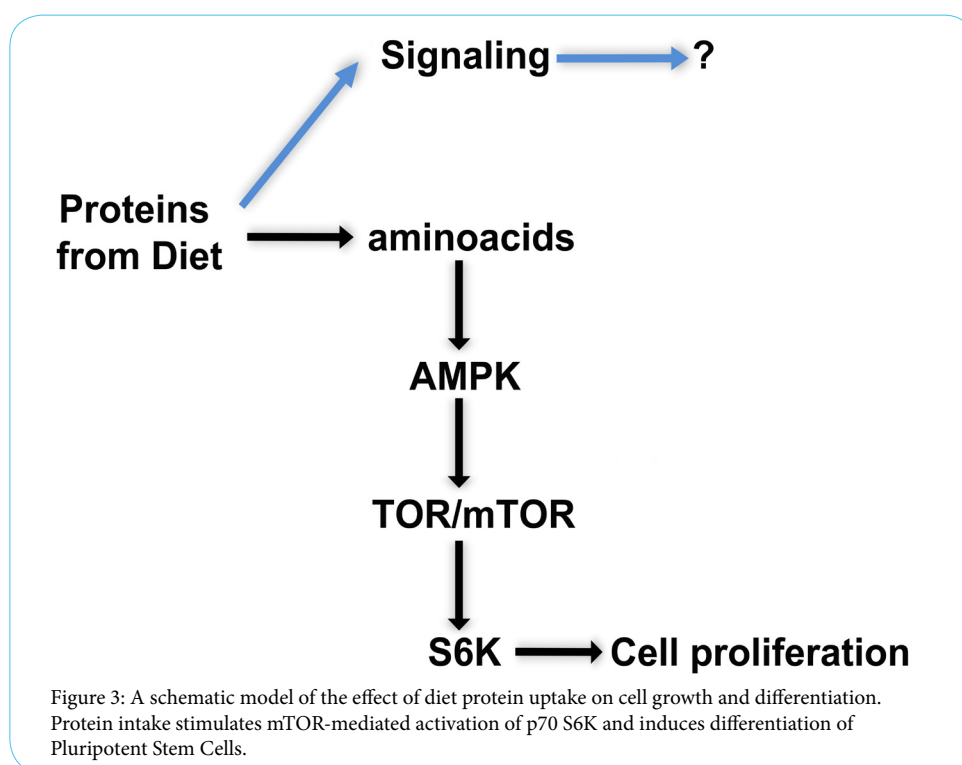 Signaling ?
Proteins
from Diet
aminoacids
AMPK
TOR/mTOR
S6K Cell proliferation
Figure 3: A schematic model of the effect of diet protein uptake on cell growth and differentiation.
Protein intake stimulates mTOR-mediated activation of p70 S6K and induces differentiation of
Pluripotent Stem Cells.